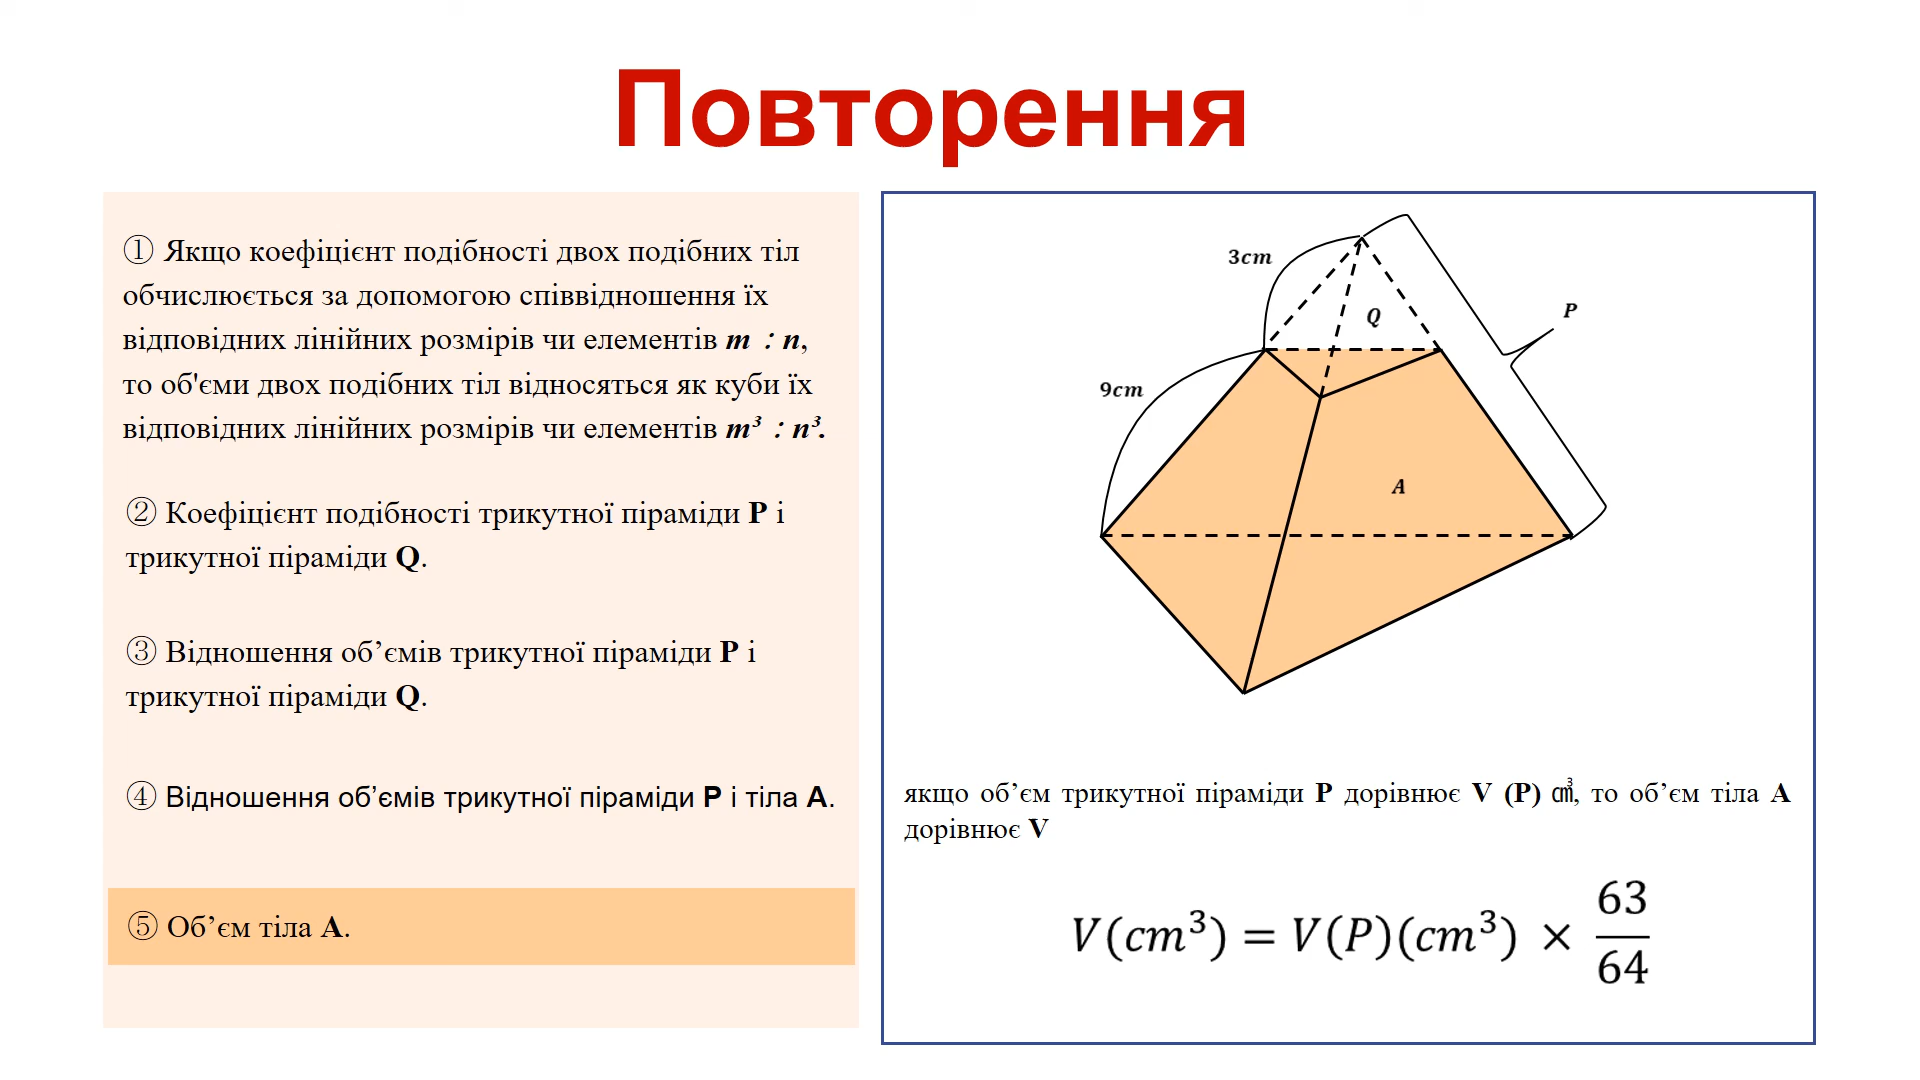 Повторення
① Якщо коефіцієнт подібності двох подібних тіл
обчислюється за допомогою співвідношення їх
відповідних лінійних розмірів чи елементів m : n,
то об'єми двох подібних тіл відносяться як куби їх
відповідних лінійних розмірів чи елементів m³ : n³.
② Коефіцієнт подібності трикутної піраміди P і
трикутної піраміди Q.
③ Відношення об’ємів трикутної піраміди P і
трикутної піраміди Q.
④ Відношення об’ємів трикутної піраміди P і тіла A.
⑤ Об’єм тіла A.
3cm
Q
P
9cm
A
якщо об’єм трикутної піраміди P дорівнює V (P) ㎤, то об’єм тіла A
дорівнює V
V(cm³) = V(P)(cm³) × 63/64